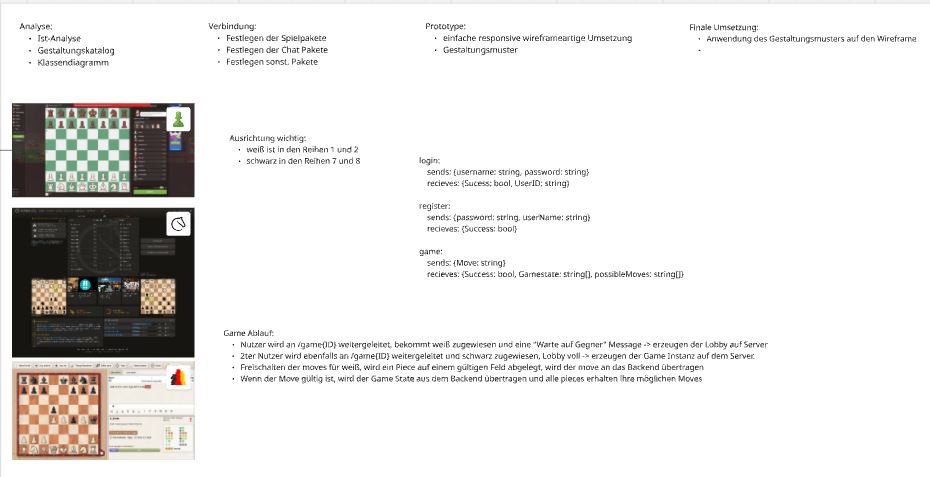 Analyse:
• Ist-Analyse
• Gestaltungskatalog
• Klassendiagramm
Verbindung:
• Festlegen der Spielpakete
• Festlegen der Chat Pakete
• Festlegen sonst. Pakete
Prototype:
• einfache responsive wireframeartige Umsetzung
• Gestaltungsmuster
Finale Umsetzung:
• Anwendung des Gestaltungsmusters auf den Wireframe
•
Ausrichtung wichtig:
• weiß ist in den Reihen 1 und 2
• schwarz in den Reihen 7 und 8
login:
sends: {username: string, password: string}
recieves: {Sucess: bool, UserID: string}
register:
sends: {password: string, userName: string}
recieves: {Success: bool}
game:
sends: {Move: string}
recieves: {Success: bool, Gamestate: string[], possibleMoves: string[]}
Game Ablauf:
• Nutzer wird an /game{ID} weitergeleitet, bekommt weiß zugewiesen und eine "Warte auf Gegner" Message -> erzeugen der Lobby auf Server
• 2ter Nutzer wird ebenfalls an /game{ID} weitergeleitet und schwarz zugewiesen, Lobby voll -> erzeugen der Game Instanz auf dem Server.
• Freischalten der moves für weiß, wird ein Piece auf einem gültigen Feld abgelegt, wird der move an das Backend übertragen
• Wenn der Move gültig ist, wird der Game State aus dem Backend übertragen und alle pieces erhalten ihre möglichen Moves